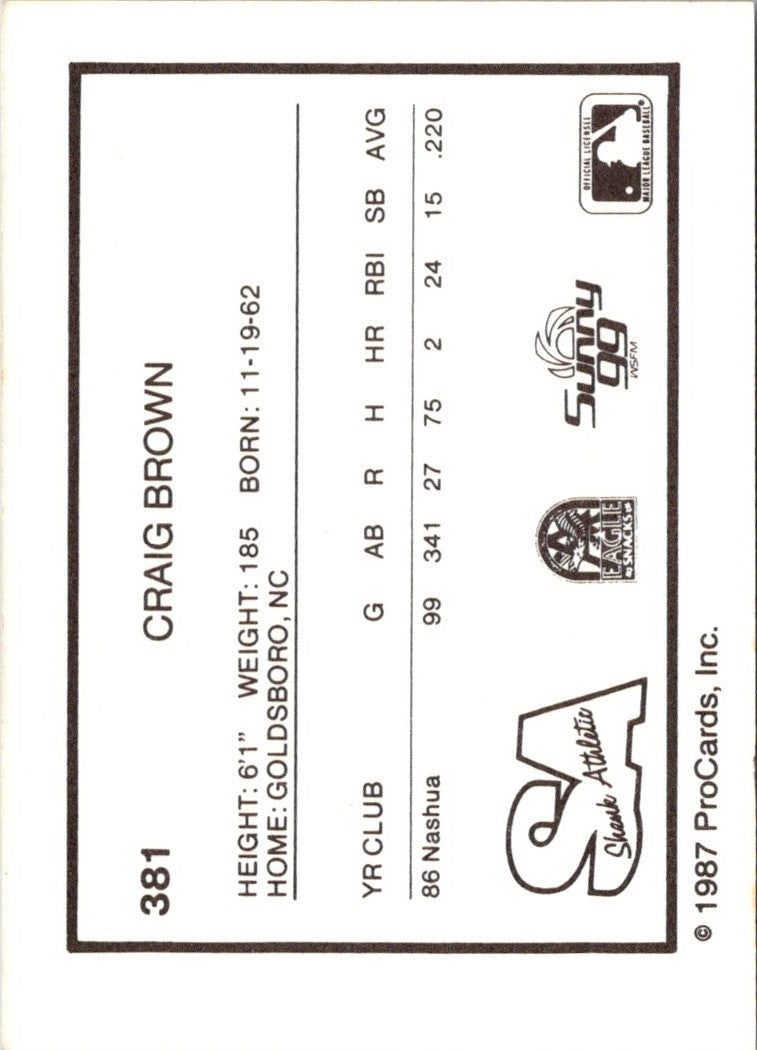 381
CRAIG BROWN
HEIGHT: 6'1" WEIGHT: 185 BORN: 11-19-62
HOME: GOLDSBORO, NC
YR CLUB G AB R H HR RBI SB AVG
86 Nashua 99 341 27 75 2 24 15 .220
SA
Shank Athletic
EAGLE
SNACKS
Sunny
99
WSFM
OFFICIAL LICENSEE
MAJOR LEAGUE BASEBALL®
© 1987 ProCards, Inc.